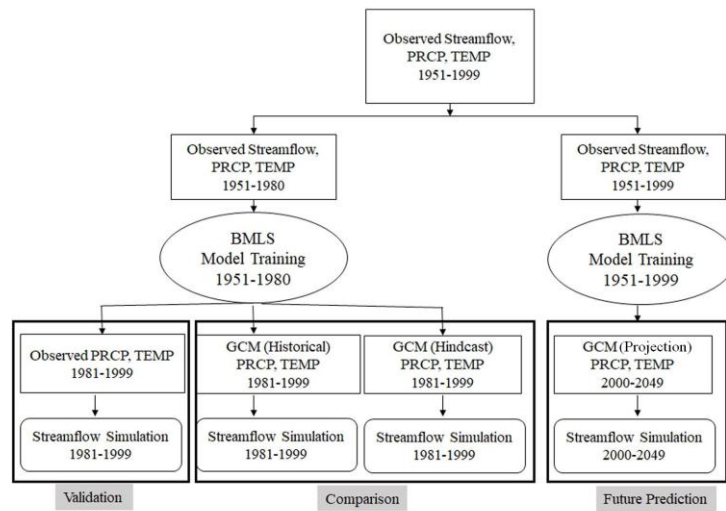 Observed Streamflow,
PRCP, TEMP
1951-1999
Observed Streamflow,
PRCP, TEMP
1951-1980
Observed Streamflow,
PRCP, TEMP
1951-1999
BMLS
Model Training
1951-1980
BMLS
Model Training
1951-1999
Observed PRCP, TEMP
1981-1999
GCM (Historical)
PRCP, TEMP
1981-1999
GCM (Hindcast)
PRCP, TEMP
1981-1999
GCM (Projection)
PRCP, TEMP
2000-2049
Streamflow Simulation
1981-1999
Streamflow Simulation
1981-1999
Streamflow Simulation
1981-1999
Streamflow Simulation
2000-2049
Validation
Comparison
Future Prediction